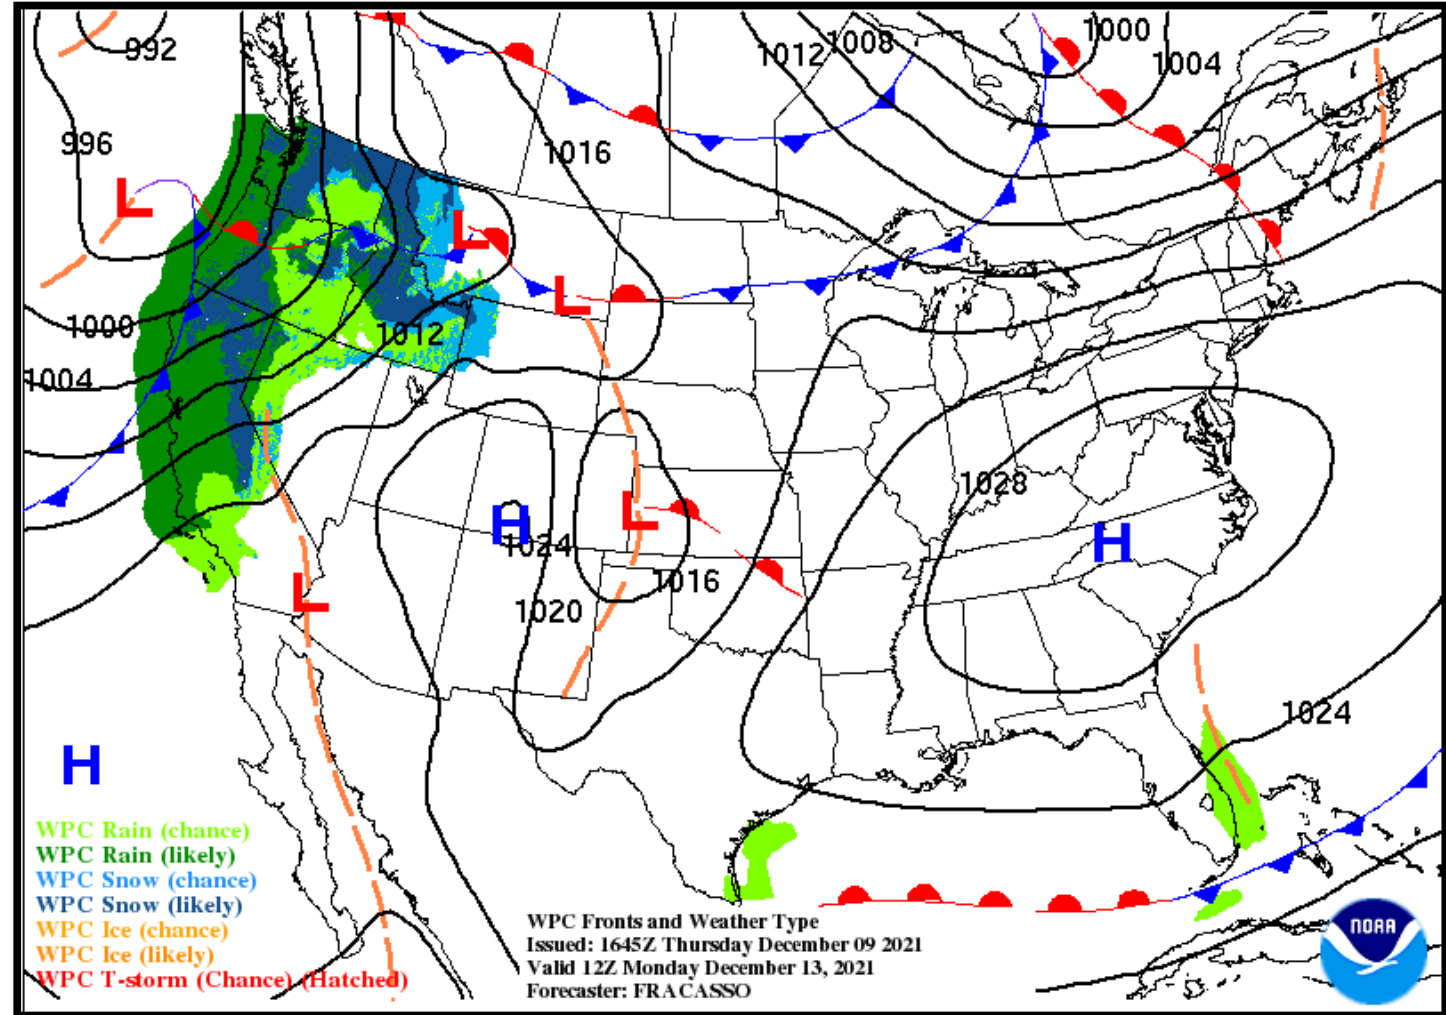 992
1000
1012
1008
1004
996
1016
L
L
L
1000
1012
1004
1028
L
H
H
1024
1016
L
1020
1024
H
WPC Rain (chance)
WPC Rain (likely)
WPC Snow (chance)
WPC Snow (likely)
WPC Ice (chance)
WPC Ice (likely)
WPC T-storm (Chance) (Hatched)
WPC Fronts and Weather Type
Issued: 1645Z Thursday December 09 2021
Valid 12Z Monday December 13, 2021
Forecaster: FRACASSO
NOAA